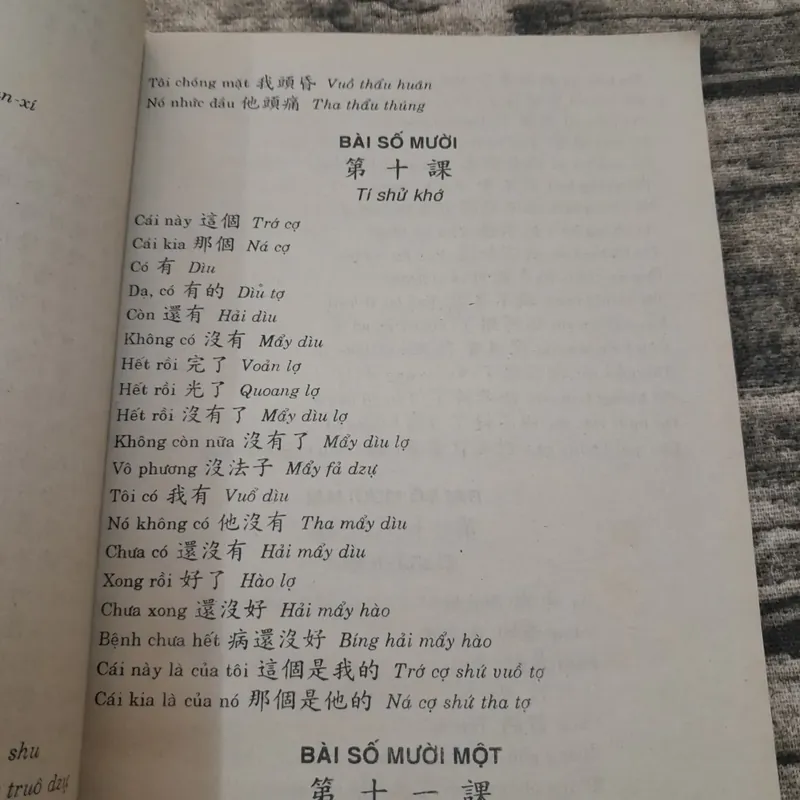 n-xí
Tôi chóng mặt 我頭昏 Vuổ thẩu huân
Nó nhức đầu 他頭痛 Tha thẩu thúng
BÀI SỐ MƯỜI
第 十 課
Tí shử khớ
Cái này 這個 Trớ cợ
Cái kia 那個 Ná cợ
Có 有 Dìu
Dạ, có 有的 Dìu tợ
Còn 還有 Hải dìu
Không có 沒有 Mẩy dìu
Hết rồi 完了 Voản lợ
Hết rồi 光了 Quoang lợ
Hết rồi 沒有了 Mẩy dìu lợ
Không còn nữa 沒有了 Mẩy dìu lợ
Vô phương 沒法子 Mẩy fả dzự
Tôi có 我有 Vuổ dìu
Nó không có 他沒有 Tha mẩy dìu
Chưa có 還沒有 Hải mẩy dìu
Xong rồi 好了 Hào lợ
Chưa xong 還沒好 Hải mẩy hào
Bệnh chưa hết 病還沒好 Bíng hải mẩy hào
Cái này là của tôi 這個是我的 Trớ cợ shứ vuổ tợ
Cái kia là của nó 那個是他的 Ná cợ shứ tha tợ
BÀI SỐ MƯỜI MỘT
第 十 一 課
shu
truô dzự